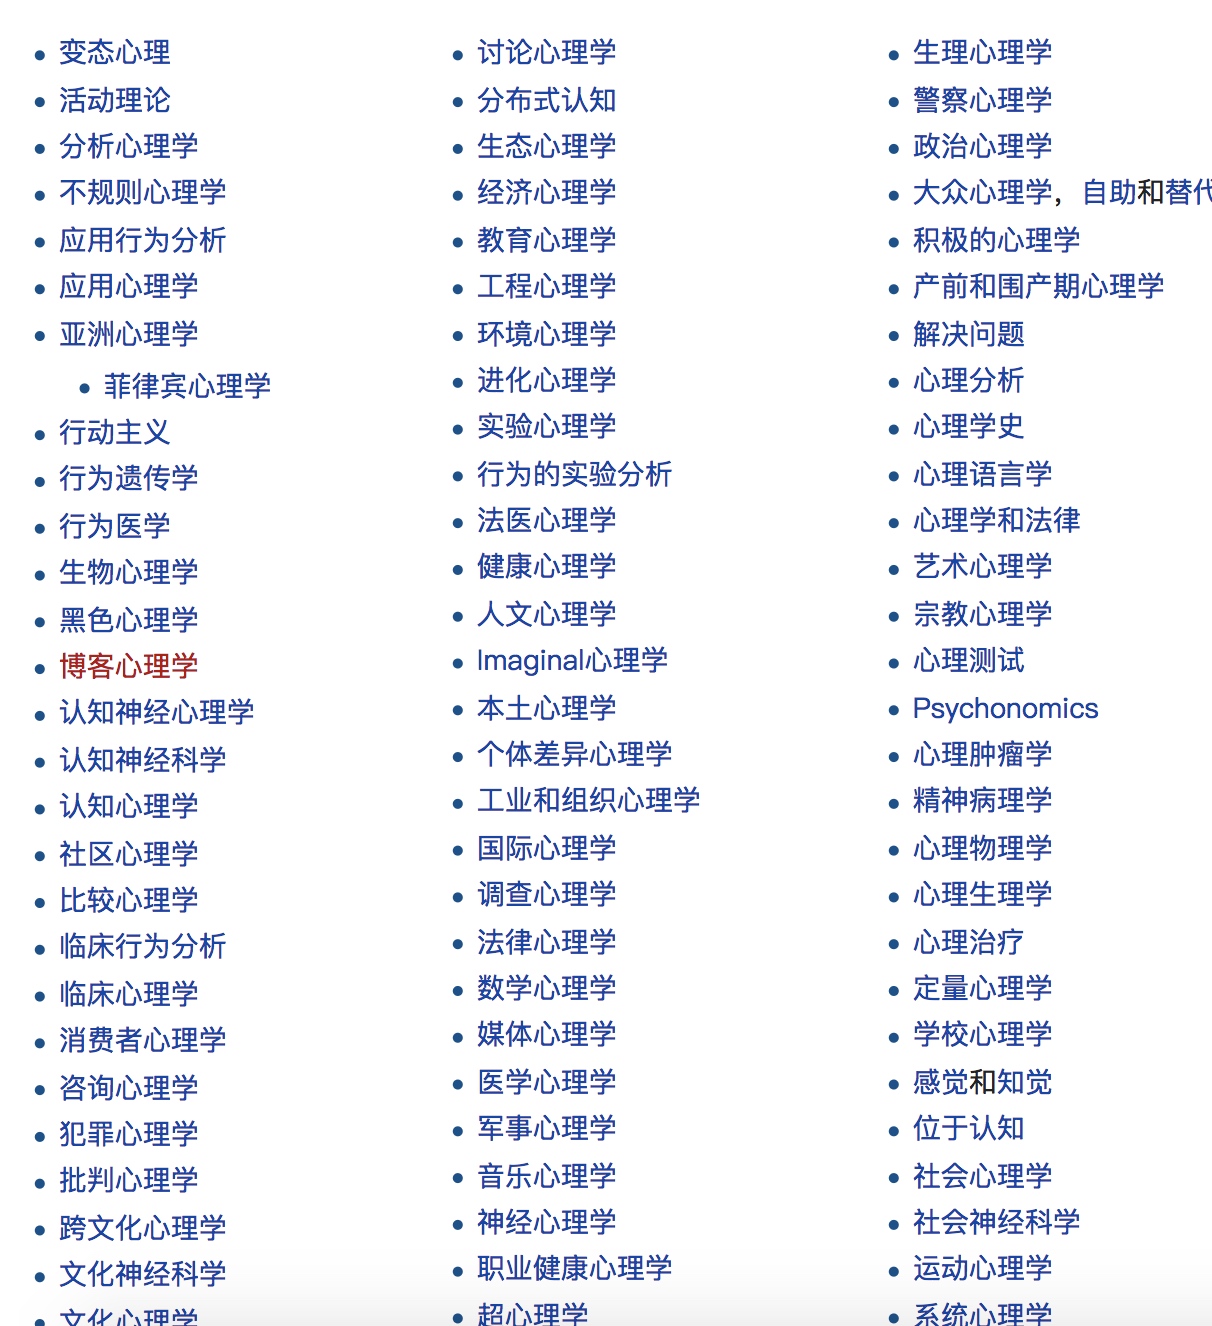 变态心理
活动理论
分析心理学
不规则心理学
应用行为分析
应用心理学
亚洲心理学
菲律宾心理学
行动主义
行为遗传学
行为医学
生物心理学
黑色心理学
博客心理学
认知神经心理学
认知神经科学
认知心理学
社区心理学
比较心理学
临床行为分析
临床心理学
消费者心理学
咨询心理学
犯罪心理学
批判心理学
跨文化心理学
文化神经科学
文化心理学
讨论心理学
分布式认知
生态心理学
经济心理学
教育心理学
工程心理学
环境心理学
进化心理学
实验心理学
行为的实验分析
法医心理学
健康心理学
人文心理学
Imaginal心理学
本土心理学
个体差异心理学
工业和组织心理学
国际心理学
调查心理学
法律心理学
数学心理学
媒体心理学
医学心理学
军事心理学
音乐心理学
神经心理学
职业健康心理学
超心理学
生理心理学
警察心理学
政治心理学
大众心理学，自助和替代
积极的心理学
产前和围产期心理学
解决问题
心理分析
心理学史
心理语言学
心理学和法律
艺术心理学
宗教心理学
心理测试
Psychonomics
心理肿瘤学
精神病理学
心理物理学
心理生理学
心理治疗
定量心理学
学校心理学
感觉和知觉
位于认知
社会心理学
社会神经科学
运动心理学
系统心理学